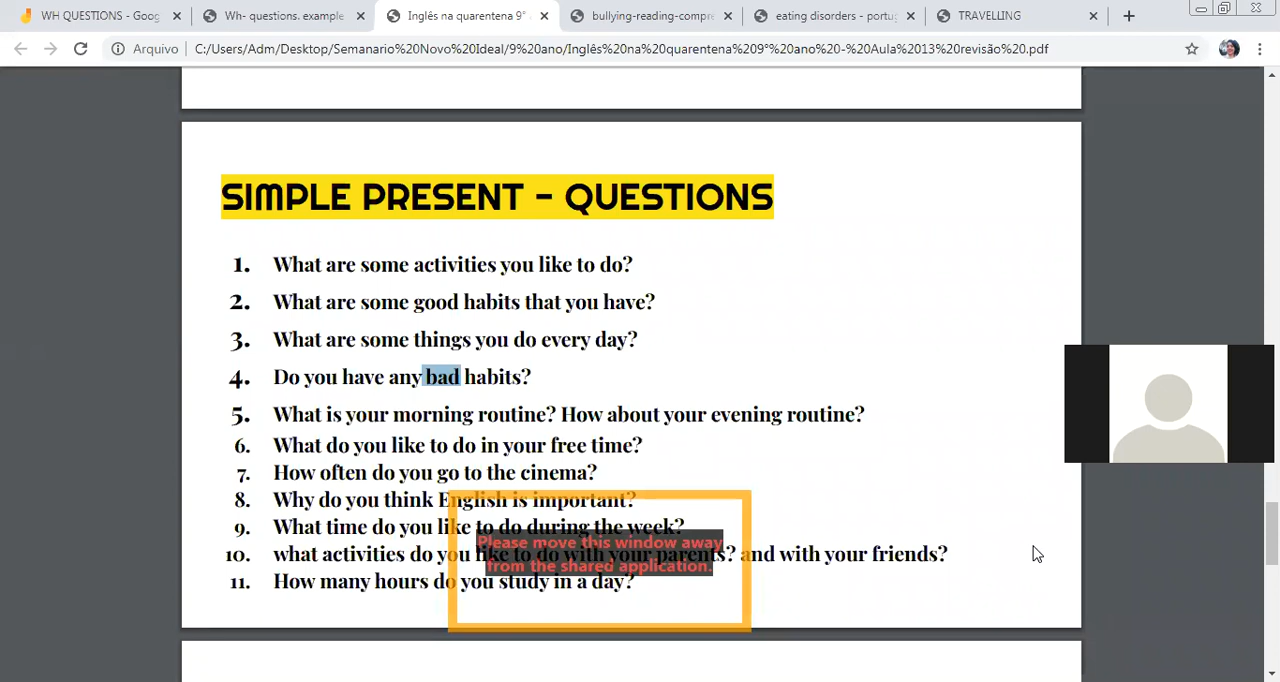 WH QUESTIONS - Goog
Wh- questions. example
Inglês na quarentena 9°
bullying-reading-compre
eating disorders - portug
TRAVELLING
Arquivo C:/Users/Adm/Desktop/Semanario%20Novo%20Ideal/9%20ano/Inglês%20na%20quarentena%209°%20ano%20-%20Aula%2013%20revisão%20.pdf
SIMPLE PRESENT - QUESTIONS
1. What are some activities you like to do?
2. What are some good habits that you have?
3. What are some things you do every day?
4. Do you have any bad habits?
5. What is your morning routine? How about your evening routine?
6. What do you like to do in your free time?
7. How often do you go to the cinema?
8. Why do you think English is important?
9. What time do you like to do during the week?
Please move this window away
10. what activities do you like to do with your parents? and with your friends?
from the shared application.
11. How many hours do you study in a day?